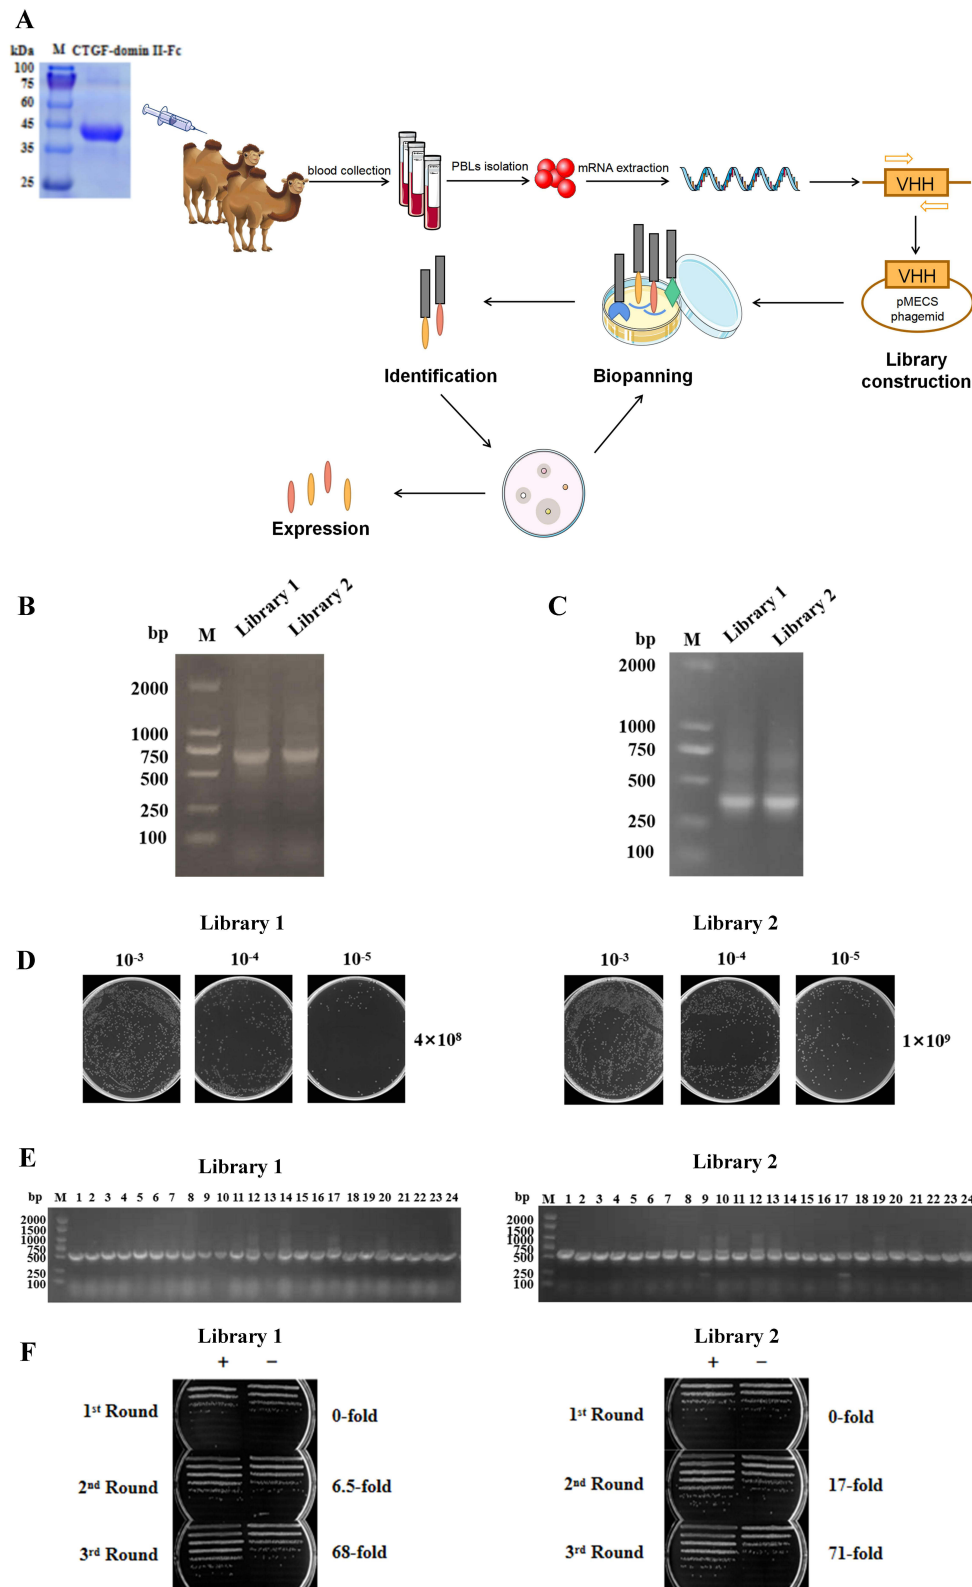 A
kDa M CTGF-domin II-Fc
100
75
60
45
35
25
blood collection
PBLs isolation
mRNA extraction
VHH
VHH
pMECS
phagemid
Library
construction
Biopanning
Identification
Expression
B
bp M Library 1 Library 2
2000
1000
750
500
250
100
C
bp M Library 1 Library 2
2000
1000
750
500
250
100
D
Library 1
10⁻³ 10⁻⁴ 10⁻⁵
4×10⁸
Library 2
10⁻³ 10⁻⁴ 10⁻⁵
1×10⁹
E
Library 1
bp M 1 2 3 4 5 6 7 8 9 10 11 12 13 14 15 16 17 18 19 20 21 22 23 24
2000
1500
1000
750
500
250
100
Library 2
bp M 1 2 3 4 5 6 7 8 9 10 11 12 13 14 15 16 17 18 19 20 21 22 23 24
2000
1500
1000
750
500
250
100
F
Library 1
+ −
1st Round 0-fold
2nd Round 6.5-fold
3rd Round 68-fold
Library 2
+ −
1st Round 0-fold
2nd Round 17-fold
3rd Round 71-fold